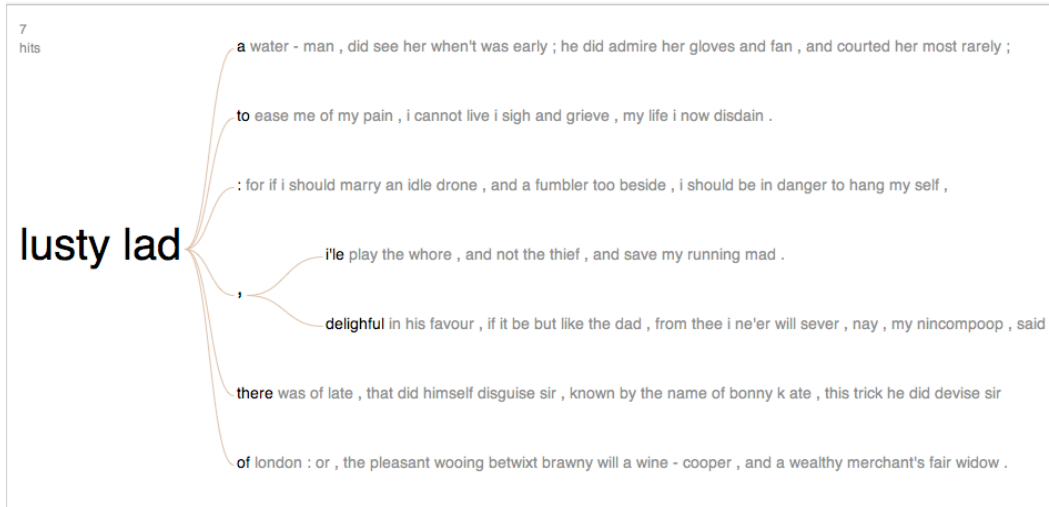 7
hits
a water - man , did see her when't was early ; he did admire her gloves and fan , and courted her most rarely ;
to ease me of my pain , i cannot live i sigh and grieve , my life i now disdain .
: for if i should marry an idle drone , and a fumbler too beside , i should be in danger to hang my self ,
lusty lad
,
i'le play the whore , and not the thief , and save my running mad .
delighful in his favour , if it be but like the dad , from thee i ne'er will sever , nay , my nincompoop , said
there was of late , that did himself disguise sir , known by the name of bonny k ate , this trick he did devise sir
of london : or , the pleasant wooing betwixt brawny will a wine - cooper , and a wealthy merchant's fair widow .